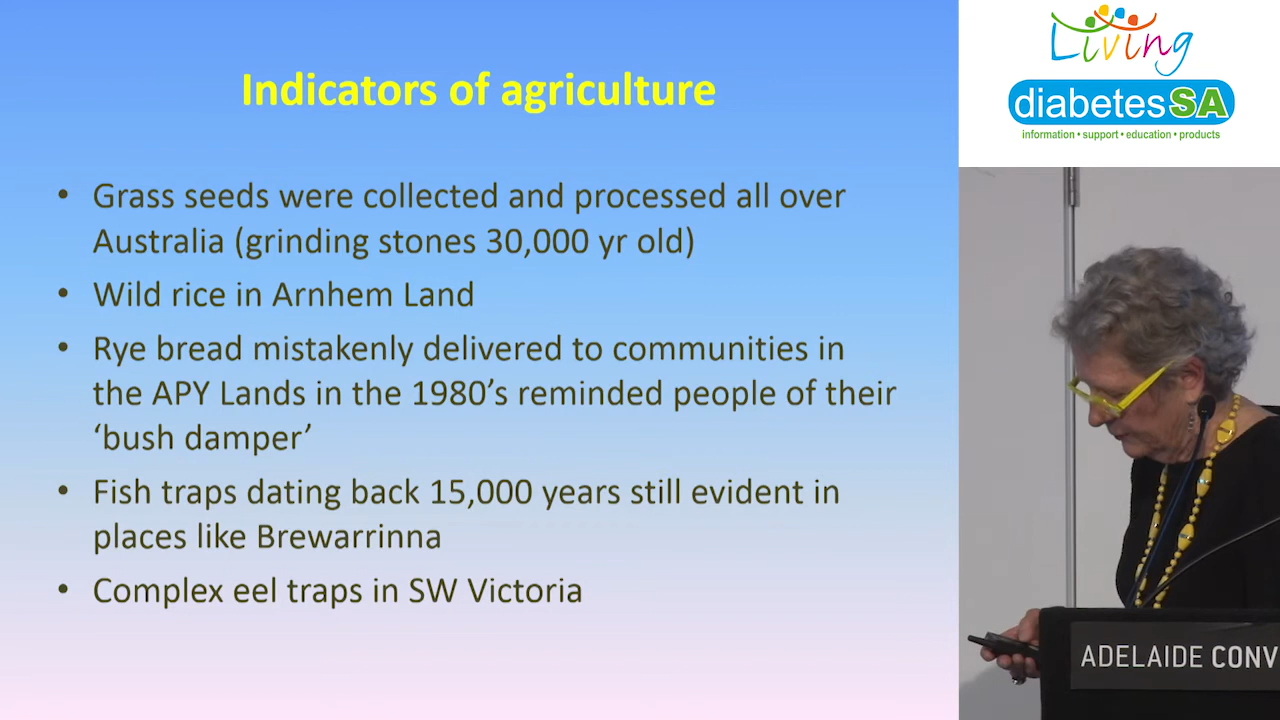 Indicators of agriculture
• Grass seeds were collected and processed all over
Australia (grinding stones 30,000 yr old)
• Wild rice in Arnhem Land
• Rye bread mistakenly delivered to communities in
the APY Lands in the 1980’s reminded people of their
‘bush damper’
• Fish traps dating back 15,000 years still evident in
places like Brewarrinna
• Complex eel traps in SW Victoria
Living
diabetesSA
information • support • education • products
ADELAIDE CONV